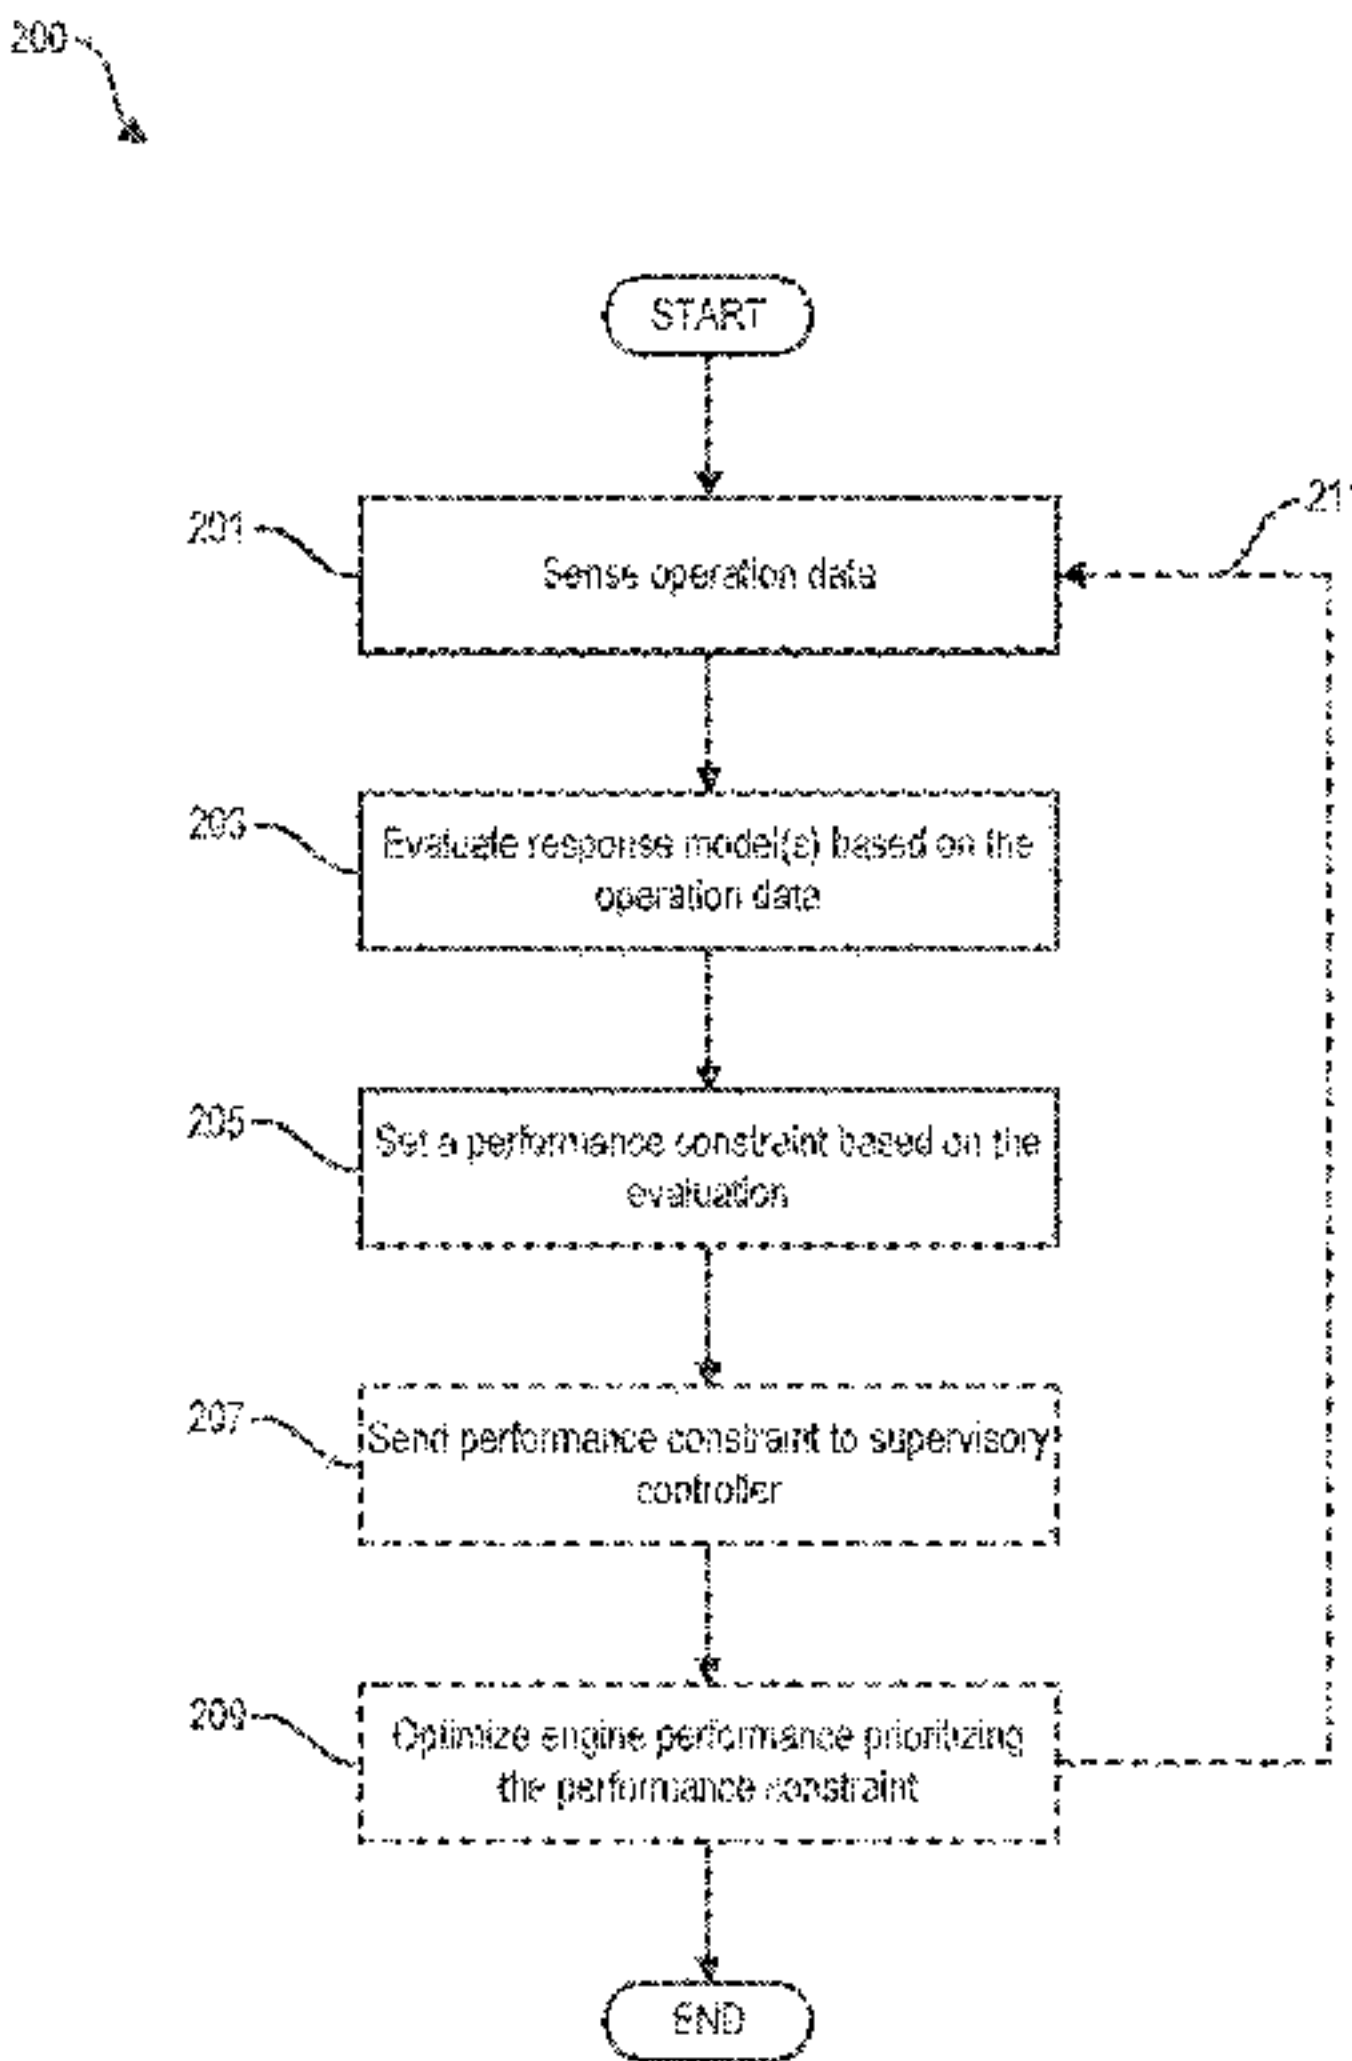 200
START
201
Sense operation data
211
203
Evaluate response model(s) based on the
operation data
205
Set a performance constraint based on the
evaluation
207
Send performance constraint to supervisory
controller
209
Optimize engine performance prioritizing
the performance constraint
END